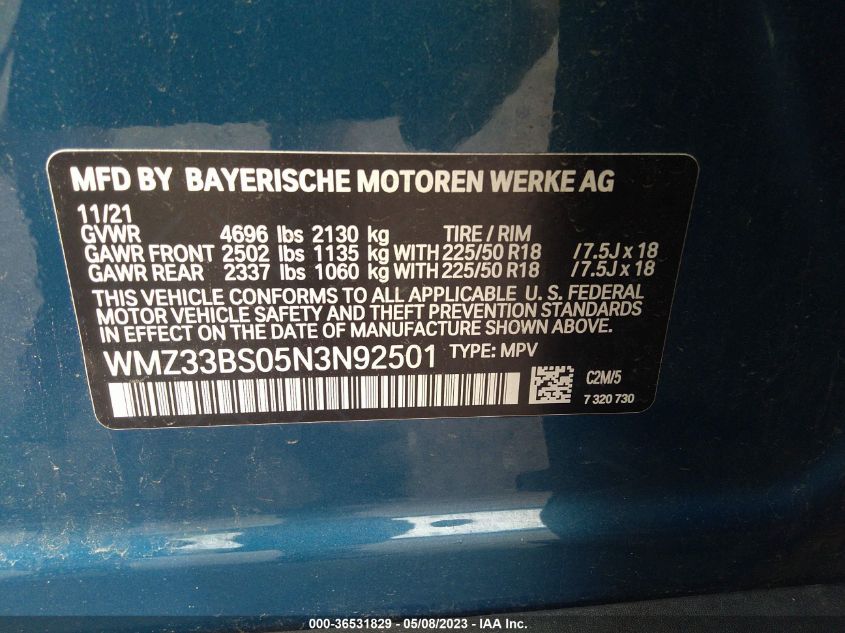 MFD BY BAYERISCHE MOTOREN WERKE AG
11/21
GVWR 4696 lbs 2130 kg TIRE / RIM
GAWR FRONT 2502 lbs 1135 kg WITH 225/50 R18 / 7.5J x 18
GAWR REAR 2337 lbs 1060 kg WITH 225/50 R18 / 7.5J x 18
THIS VEHICLE CONFORMS TO ALL APPLICABLE U. S. FEDERAL
MOTOR VEHICLE SAFETY AND THEFT PREVENTION STANDARDS
IN EFFECT ON THE DATE OF MANUFACTURE SHOWN ABOVE.
WMZ33BS05N3N92501 TYPE: MPV
C2M/5
7 320 730
000-36531829 - 05/08/2023 - IAA Inc.